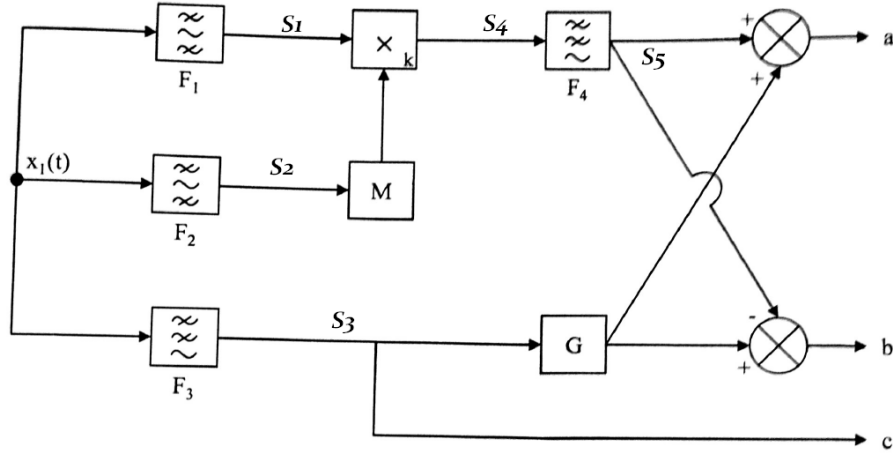 S1
S4
×
k
F₁
S5
+
+
a
F₄
x₁(t)
S2
M
F₂
S3
-
G
+
b
F₃
c